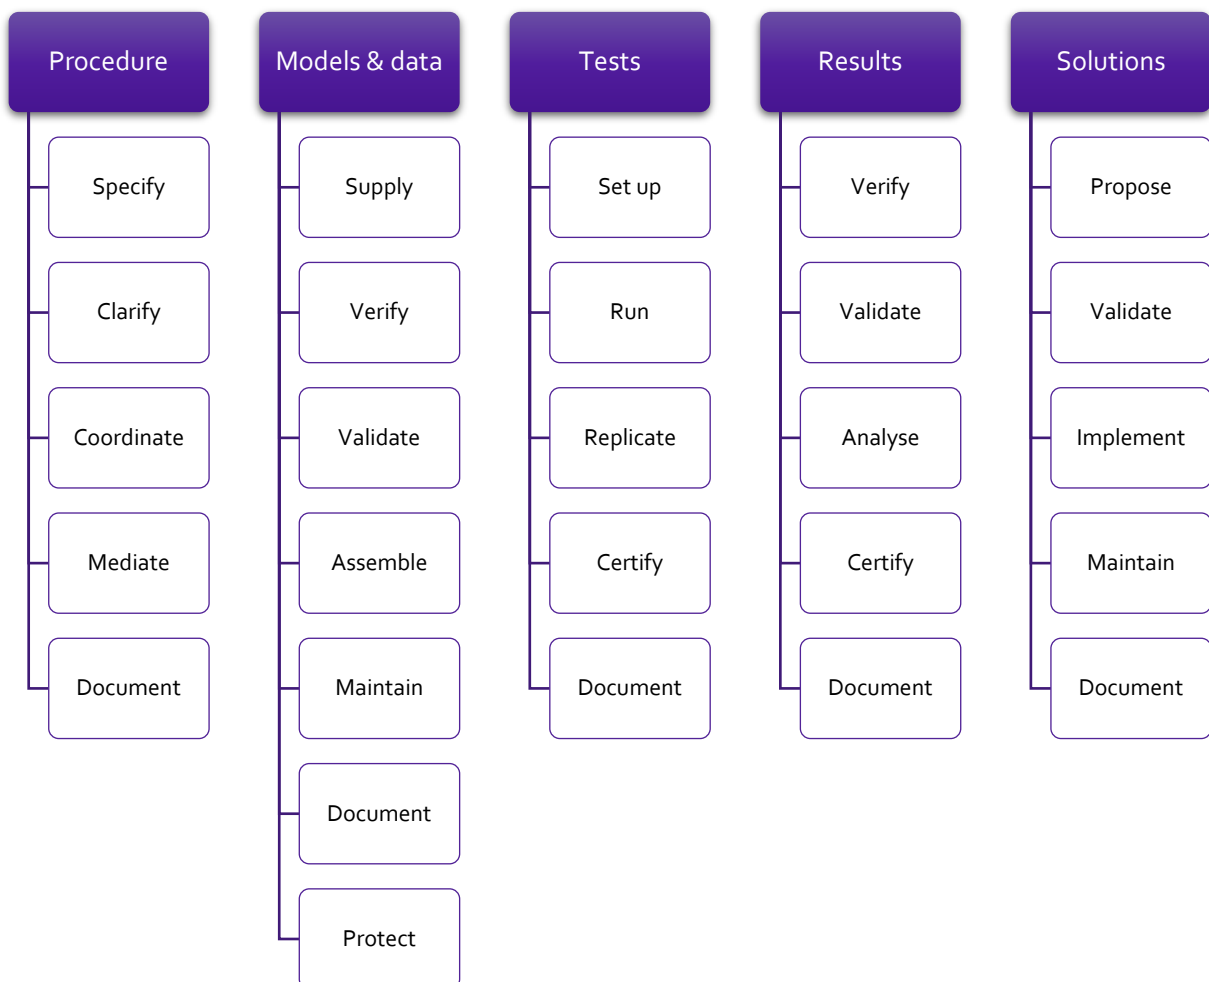 Procedure
Specify
Clarify
Coordinate
Mediate
Document
Models & data
Supply
Verify
Validate
Assemble
Maintain
Document
Protect
Tests
Set up
Run
Replicate
Certify
Document
Results
Verify
Validate
Analyse
Certify
Document
Solutions
Propose
Validate
Implement
Maintain
Document